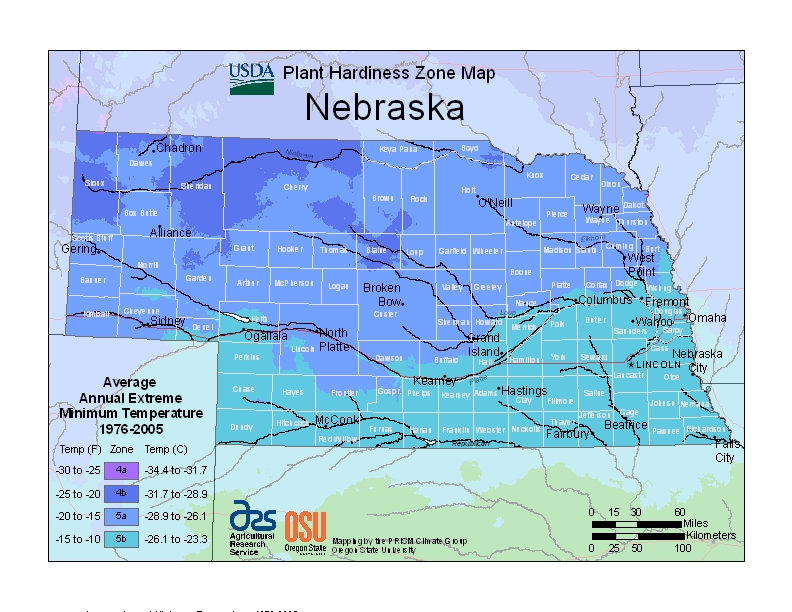 USDA
Plant Hardiness Zone Map
Nebraska
Chadron
Dawes
Sioux
Sheridan
Box Butte
Cherry
Niobrara
Keya Paha
Boyd
Brown
Rock
Holt
O'Neill
Knox
Cedar
Dixon
Dakota
Wayne
Wayne
Thurston
Pierce
Antelope
Alliance
Scotts Bluff
Gering
Morrill
Banner
Garden
Grant
Hooker
Thomas
Blaine
Loup
Garfield
Wheeler
Boone
Madison
Stanton
Elkhorn
Cuming
Burt
West
Point
Arthur
McPherson
Logan
Broken
Bow
Custer
Valley
Greeley
Nance
Platte
Colfax
Dodge
Columbus
Fremont
Omaha
Kimball
Cheyenne
Sidney
Deuel
Keith
Ogallala
North
Platte
Lincoln
Sherman
Howard
Loup
Merrick
Polk
Butler
Saunders
Wahoo
Douglas
Sarpy
Cass
Perkins
Dawson
Buffalo
Grand
Island
Hall
Hamilton
York
Seward
LINCOLN
Lancaster
Otoe
Nebraska
City
Chase
Hayes
Frontier
Gosper
Phelps
Kearney
Kearney
Platte
Adams
Hastings
Clay
Fillmore
Saline
Gage
Johnson
Nemaha
Dundy
Hitchcock
McCook
Red Willow
Furnas
Harlan
Franklin
Webster
Nuckolls
Thayer
Jefferson
Fairbury
Beatrice
Pawnee
Richardson
Falls
City
Republican
Average
Annual Extreme
Minimum Temperature
1976-2005
Temp (F) Zone Temp (C)
-30 to -25 4a -34.4 to -31.7
-25 to -20 4b -31.7 to -28.9
-20 to -15 5a -28.9 to -26.1
-15 to -10 5b -26.1 to -23.3
ars
Agricultural
Research
Service
OSU
Oregon State
Mapping by the PRISM Climate Group
Oregon State University
0 15 30 60
Miles
Kilometers
0 25 50 100